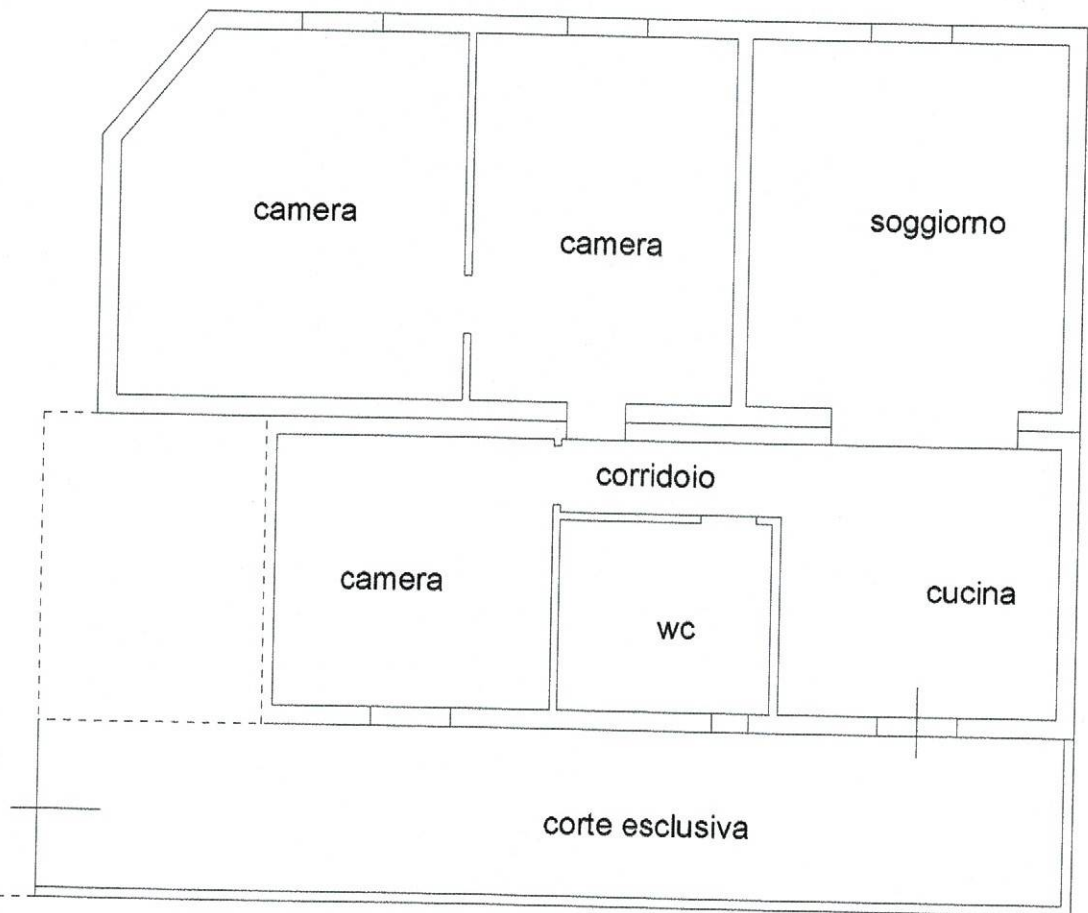 camera
camera
soggiorno
corridoio
camera
cucina
wc
corte esclusiva